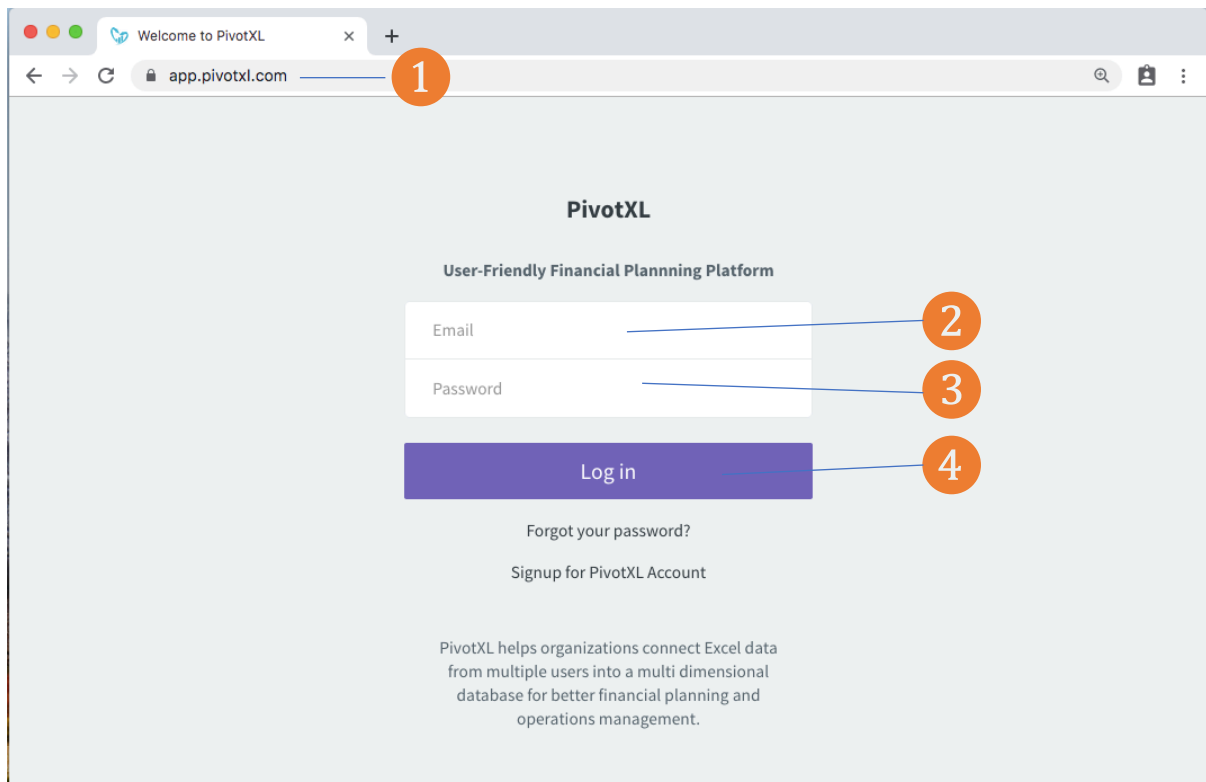 Welcome to PivotXL
app.pivotxl.com
1
PivotXL
User-Friendly Financial Plannning Platform
Email
2
Password
3
Log in
4
Forgot your password?
Signup for PivotXL Account
PivotXL helps organizations connect Excel data
from multiple users into a multi dimensional
database for better financial planning and
operations management.